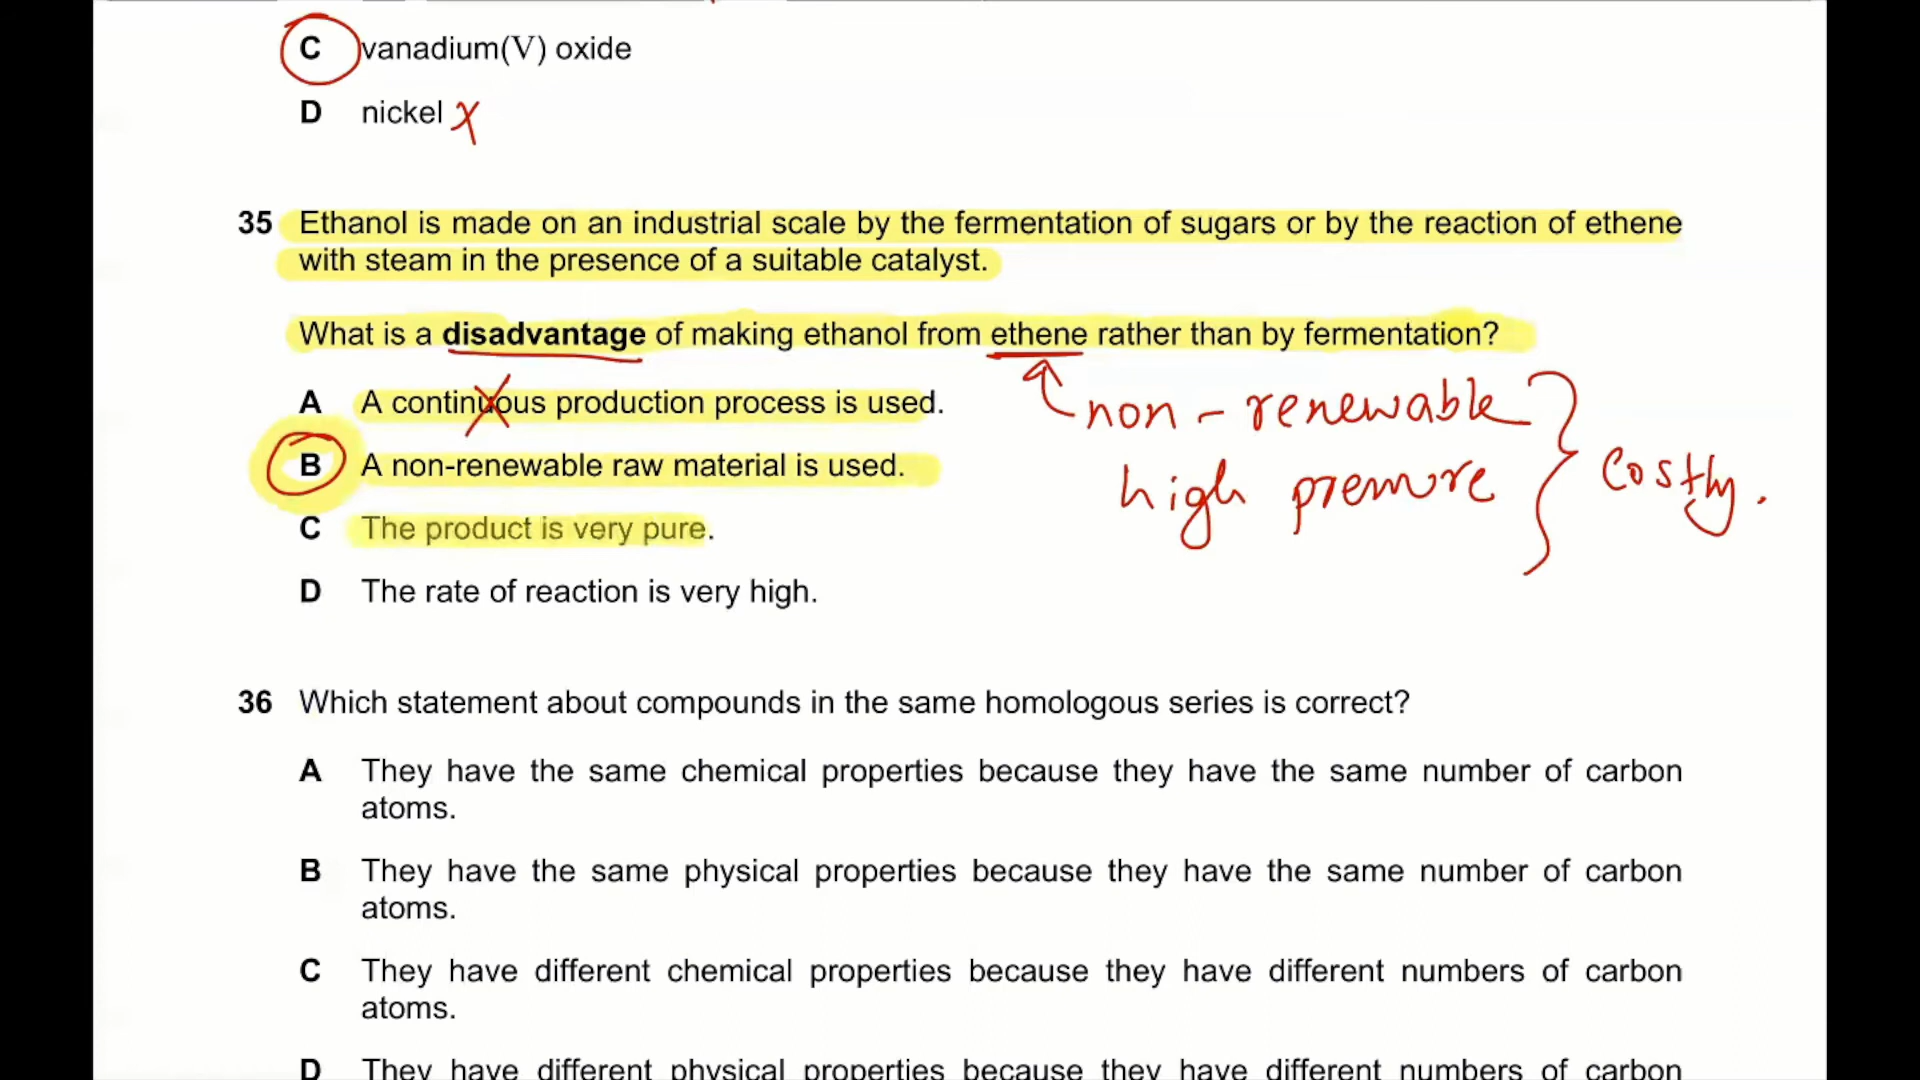 C vanadium(V) oxide
D nickel X
35 Ethanol is made on an industrial scale by the fermentation of sugars or by the reaction of ethene
with steam in the presence of a suitable catalyst.
What is a disadvantage of making ethanol from ethene rather than by fermentation?
A A continuous production process is used.
non-renewable
B A non-renewable raw material is used.
high pressure
costly.
C The product is very pure.
D The rate of reaction is very high.
36 Which statement about compounds in the same homologous series is correct?
A They have the same chemical properties because they have the same number of carbon
atoms.
B They have the same physical properties because they have the same number of carbon
atoms.
C They have different chemical properties because they have different numbers of carbon
atoms.
D They have different physical properties because they have different numbers of carbon